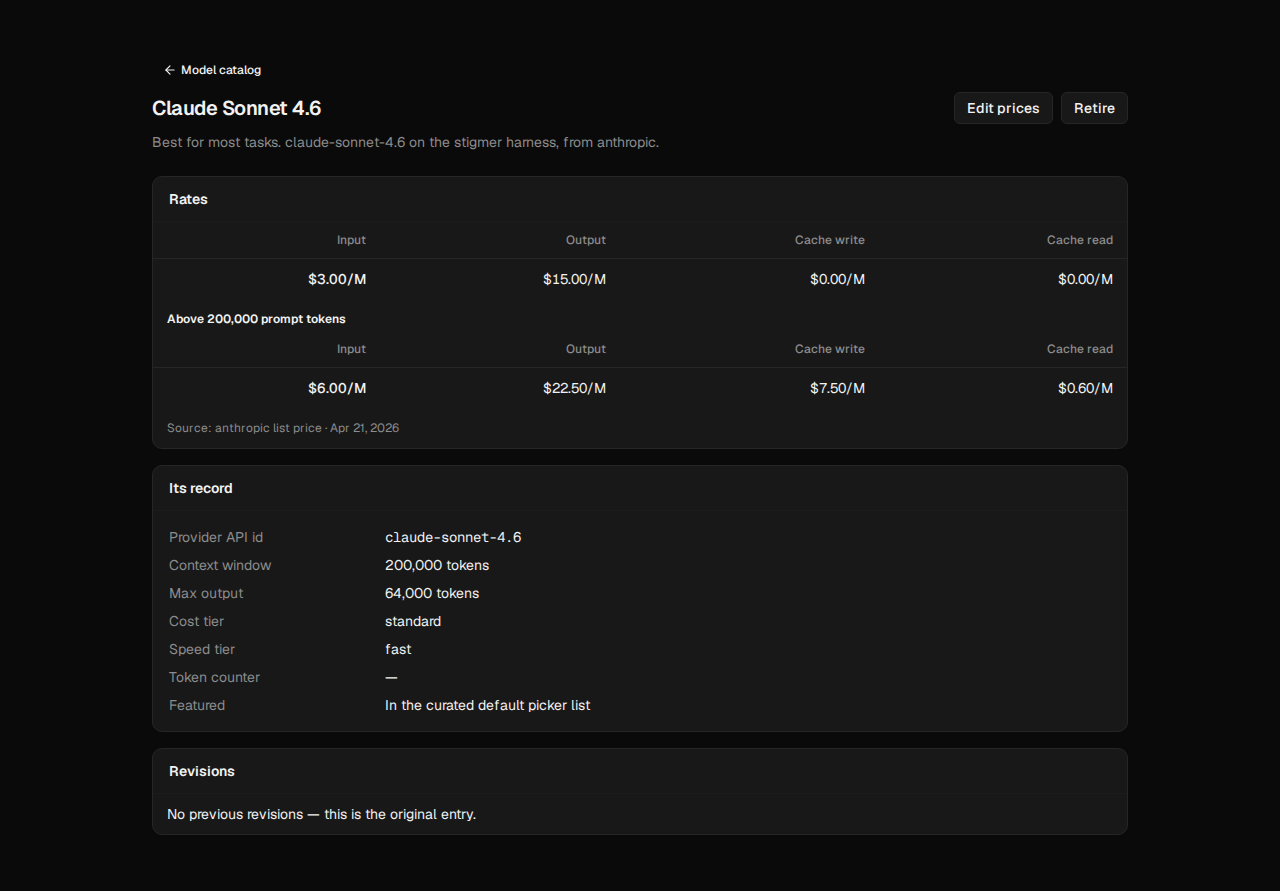 ← Model catalog
Claude Sonnet 4.6
Edit prices
Retire
Best for most tasks. claude-sonnet-4.6 on the stigmer harness, from anthropic.
Rates
Input Output Cache write Cache read
$3.00/M $15.00/M $0.00/M $0.00/M
Above 200,000 prompt tokens
Input Output Cache write Cache read
$6.00/M $22.50/M $7.50/M $0.60/M
Source: anthropic list price · Apr 21, 2026
Its record
Provider API id claude-sonnet-4.6
Context window 200,000 tokens
Max output 64,000 tokens
Cost tier standard
Speed tier fast
Token counter —
Featured In the curated default picker list
Revisions
No previous revisions — this is the original entry.